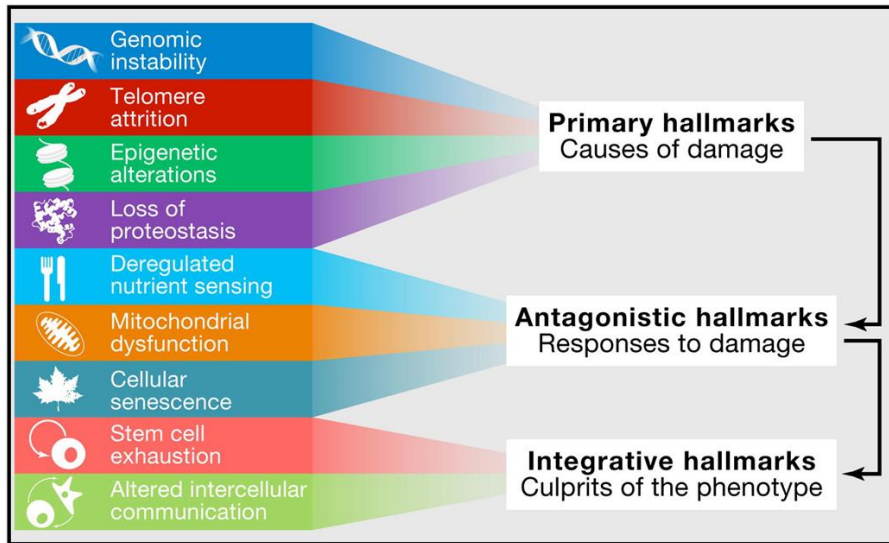 Genomic
instability
Telomere
attrition
Epigenetic
alterations
Loss of
proteostasis
Deregulated
nutrient sensing
Mitochondrial
dysfunction
Cellular
senescence
Stem cell
exhaustion
Altered intercellular
communication
Primary hallmarks
Causes of damage
Antagonistic hallmarks
Responses to damage
Integrative hallmarks
Culprits of the phenotype